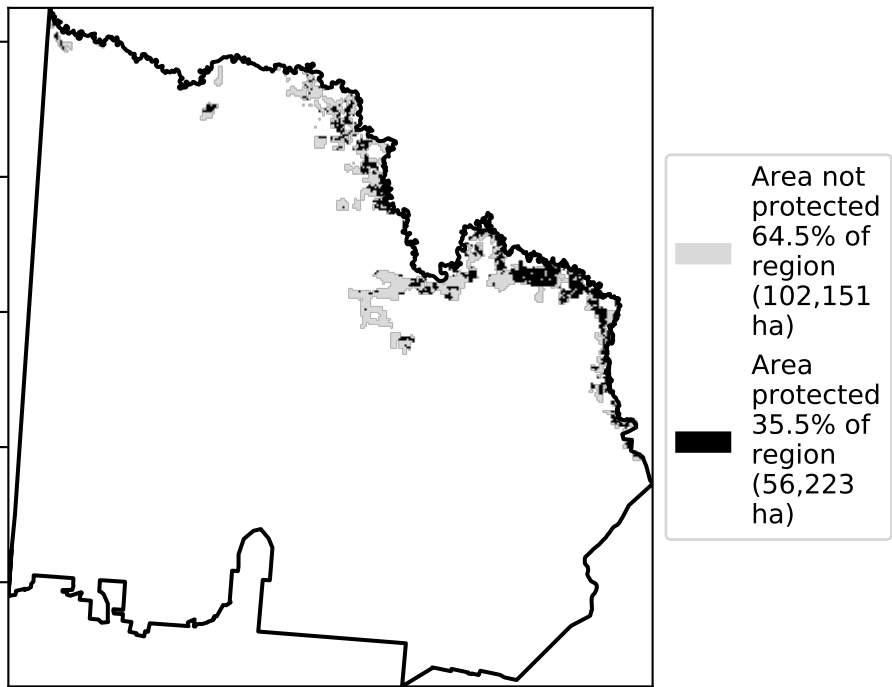 Area not
protected
64.5% of
region
(102,151
ha)
Area
protected
35.5% of
region
(56,223
ha)